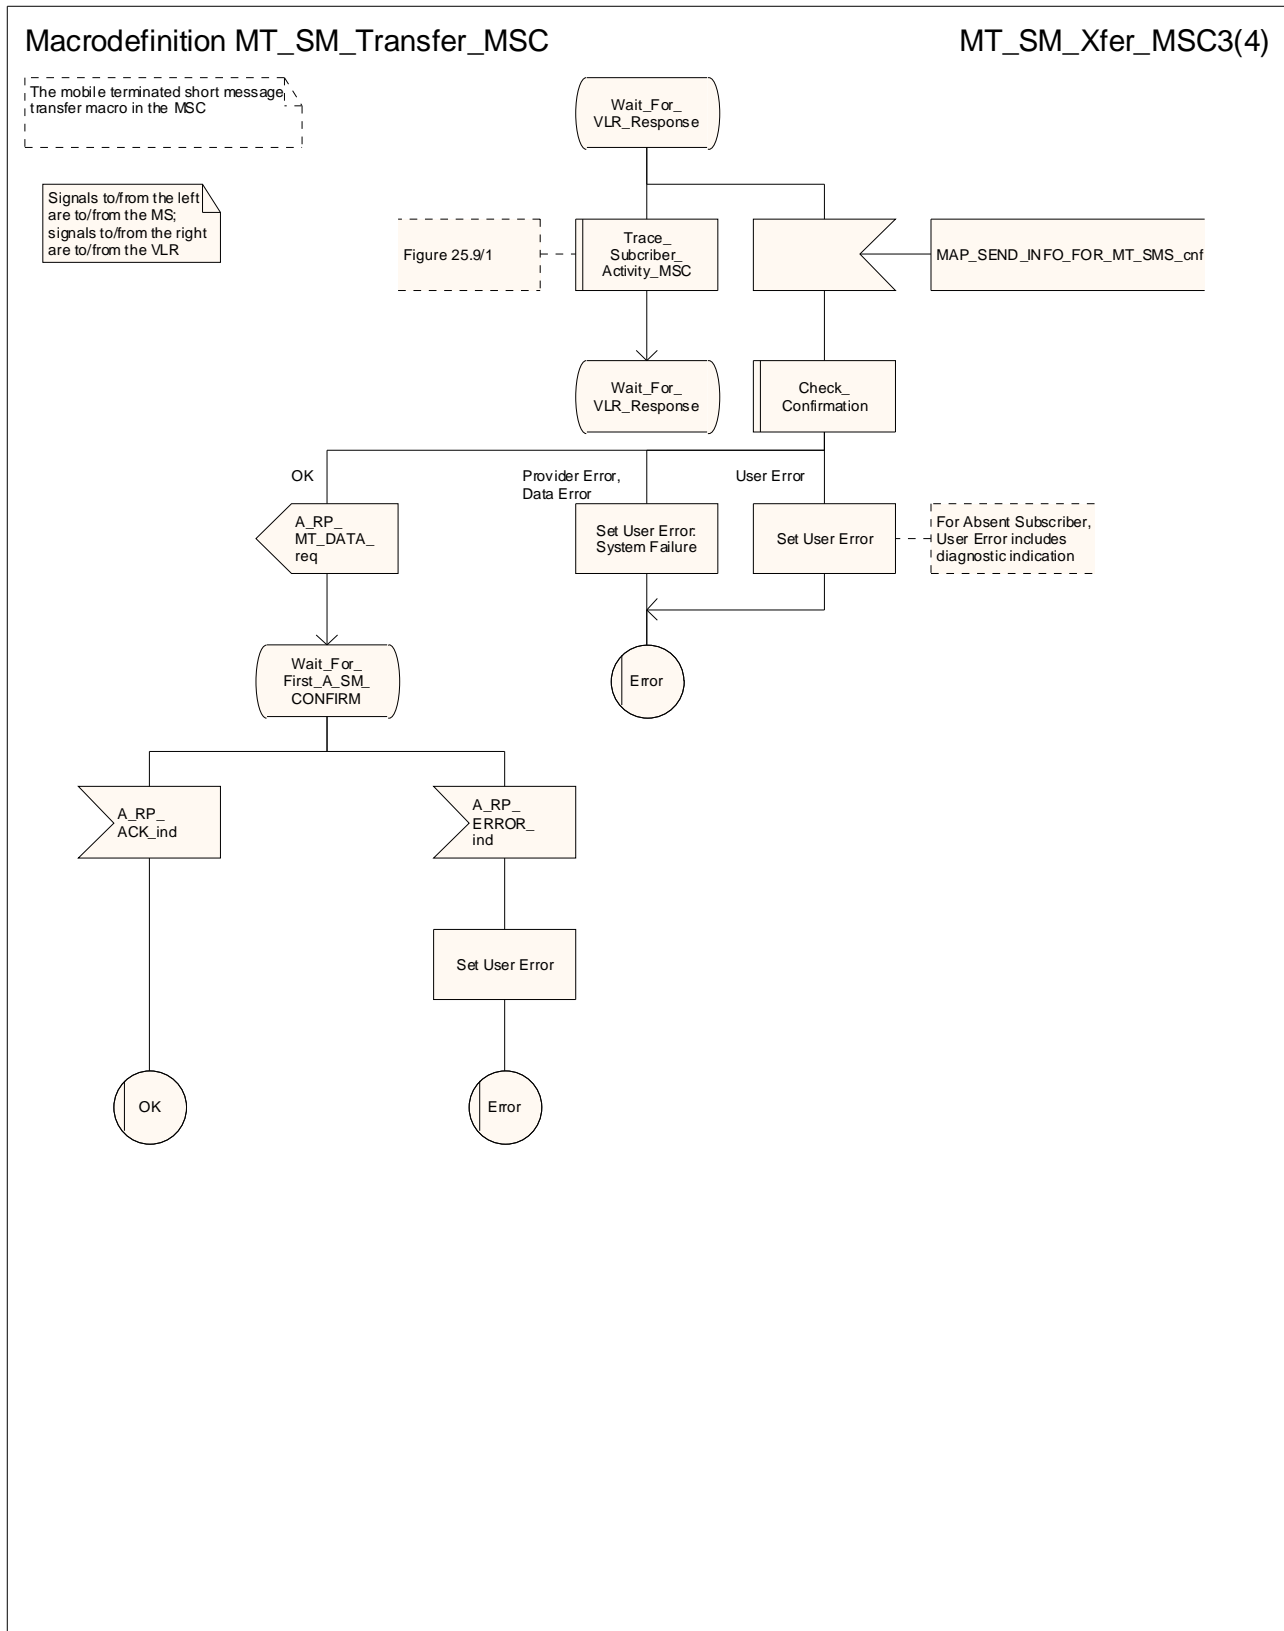 Macrodefinition MT_SM_Transfer_MSC
MT_SM_Xfer_MSC3(4)
The mobile terminated short message
transfer macro in the MSC
Signals to/from the left
are to/from the MS;
signals to/from the right
are to/from the VLR
Wait_For_
VLR_Response
Figure 25.9/1
Trace_
Subcriber_
Activity_MSC
MAP_SEND_INFO_FOR_MT_SMS_cnf
Wait_For_
VLR_Response
Check_
Confirmation
OK
Provider Error,
Data Error
User Error
A_RP_
MT_DATA_
req
Set User Error:
System Failure
Set User Error
For Absent Subscriber,
User Error includes
diagnostic indication
Wait_For_
First_A_SM_
CONFIRM
Error
A_RP_
ACK_ind
A_RP_
ERROR_
ind
Set User Error
OK
Error